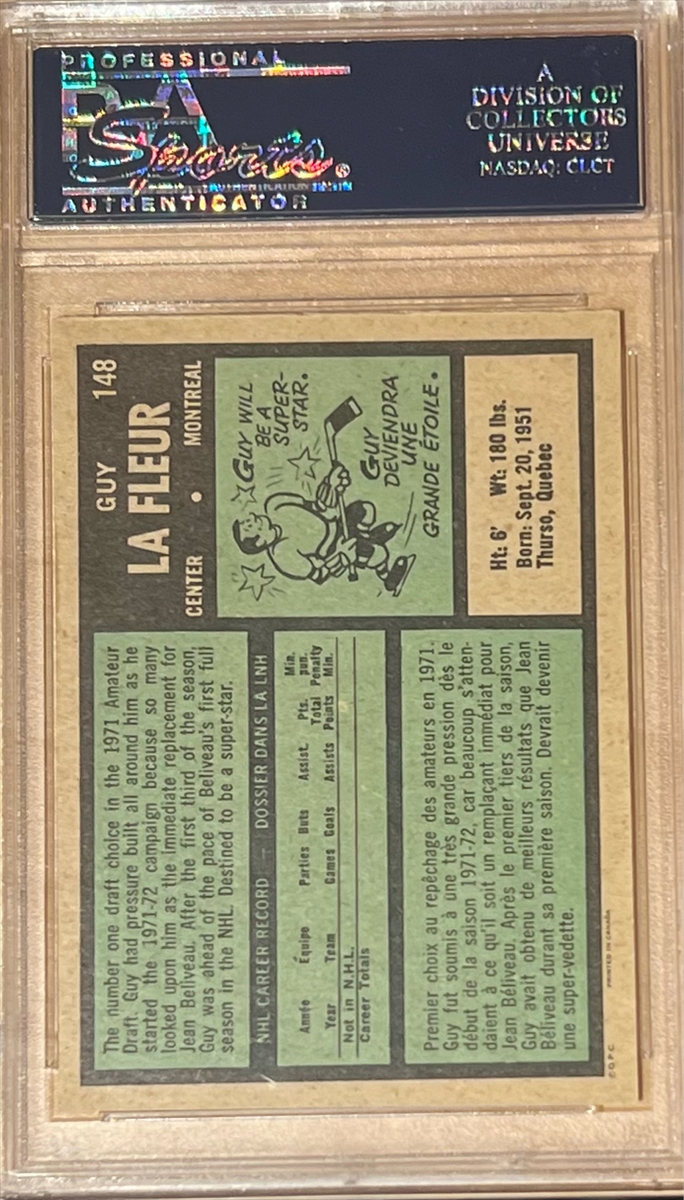 PROFESSIONAL
PSA
Sports®
AUTHENTICATOR
A
DIVISION OF
COLLECTORS
UNIVERSE
NASDAQ: CLCT
GUY 148
LA FLEUR
CENTER • MONTREAL
The number one draft choice in the 1971 Amateur
Draft. Guy had pressure built all around him as he
started the 1971-72 campaign because so many
looked upon him as the immediate replacement for
Jean Beliveau. After the first third of the season,
Guy was ahead of the pace of Beliveau's first full
season in the NHL. Destined to be a super-star.
GUY WILL
BE A
SUPER-
STAR.
GUY
DEVIENDRA
UNE
GRANDE ÉTOILE.
NHL CAREER RECORD — DOSSIER DANS LA LNH
Année Équipe Parties Buts Assist. Pts. Min. pun.
Year Team Games Goals Assists Total Points Penalty Min.
Not in N.H.L.
Career Totals
Ht: 6' Wt: 180 lbs.
Born: Sept. 20, 1951
Thurso, Quebec
Premier choix au repêchage des amateurs en 1971.
Guy fut soumis à une très grande pression dès le
début de la saison 1971-72, car beaucoup s'atten-
daient à ce qu'il soit un remplaçant immédiat pour
Jean Béliveau. Après le premier tiers de la saison,
Guy avait obtenu de meilleurs résultats que Jean
Béliveau durant sa première saison. Devrait devenir
une super-vedette.
© O.P.C. PRINTED IN CANADA